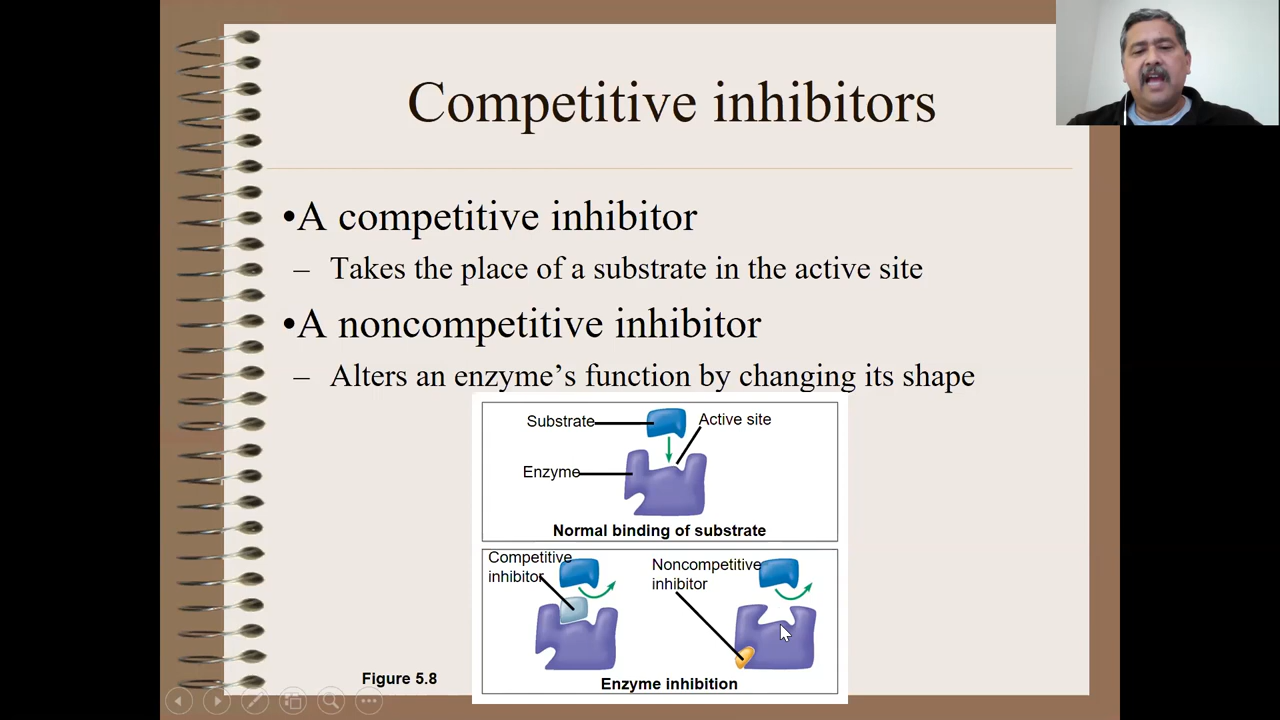 Competitive inhibitors
•A competitive inhibitor
– Takes the place of a substrate in the active site
•A noncompetitive inhibitor
– Alters an enzyme’s function by changing its shape
Substrate
Active site
Enzyme
Normal binding of substrate
Competitive
inhibitor
Noncompetitive
inhibitor
Enzyme inhibition
Figure 5.8